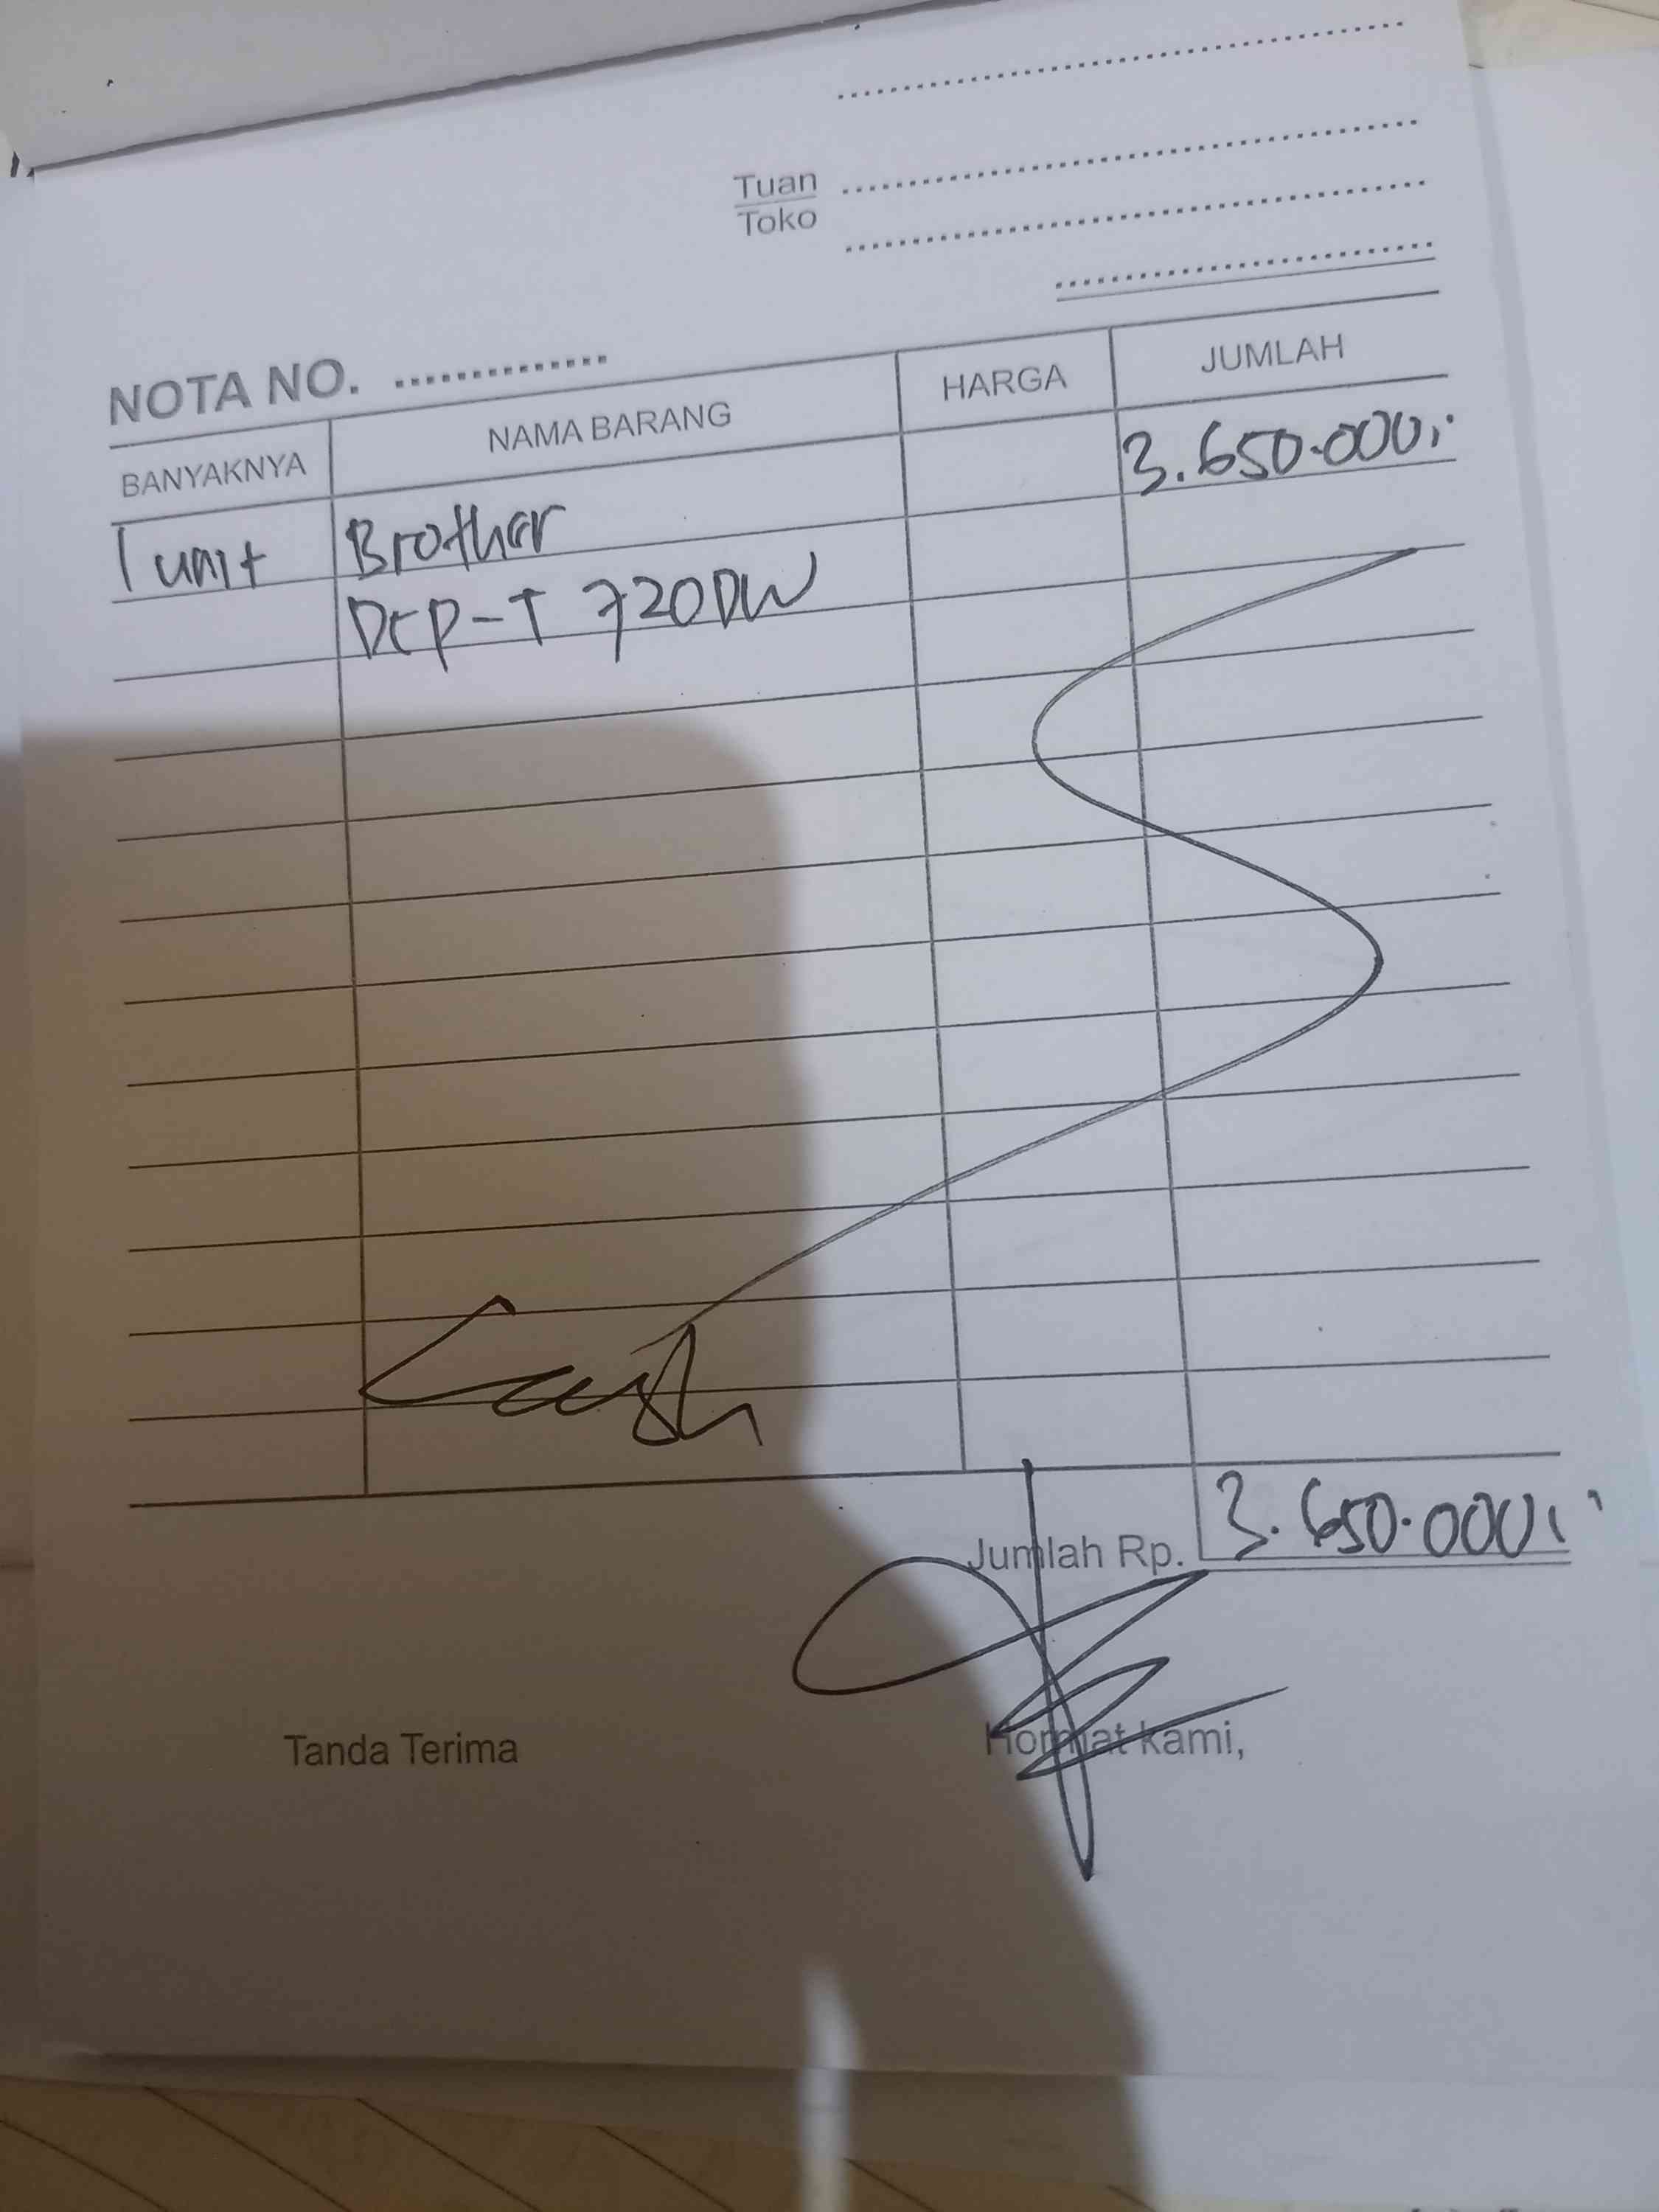 Tuan
Toko
NOTA NO. ..............
BANYAKNYA NAMA BARANG HARGA JUMLAH
1 unit Brother 3.650.000,-
DCP-T 720DW
Cash
Jumlah Rp. 3.650.000,-
Tanda Terima Hormat kami,